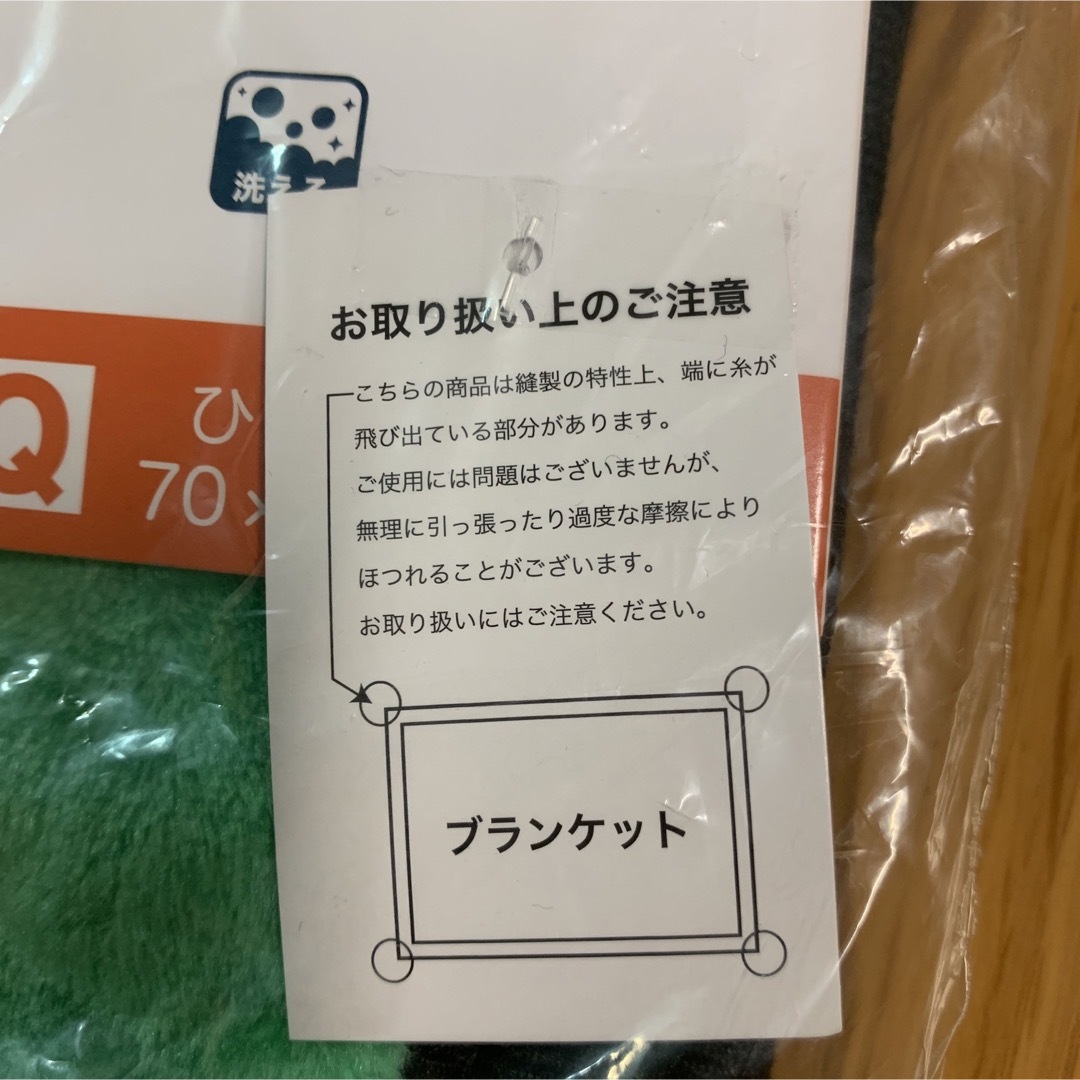 洗える
お取り扱い上のご注意
こちらの商品は縫製の特性上、端に糸が
飛び出ている部分があります。
ご使用には問題はございませんが、
無理に引っ張ったり過度な摩擦により
ほつれることがございます。
お取り扱いにはご注意ください。
Q
ひ
70×
ブランケット